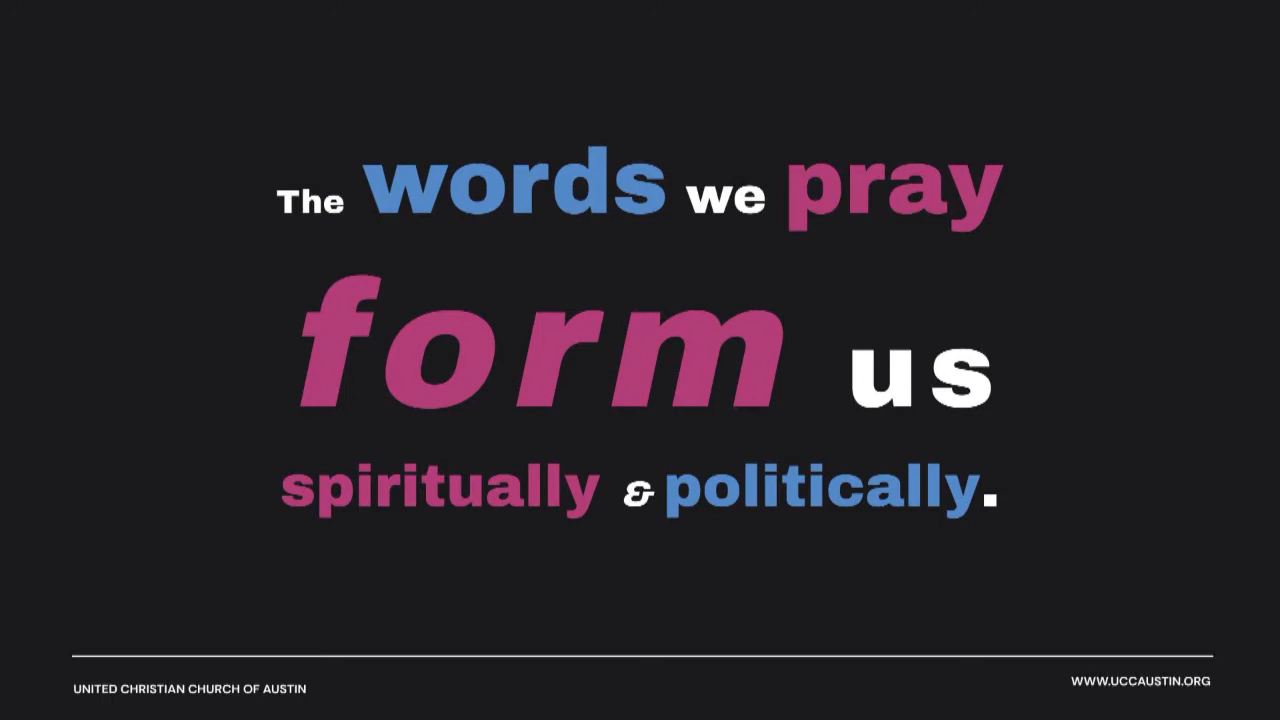 The words we pray
form us
spiritually & politically.
UNITED CHRISTIAN CHURCH OF AUSTIN
WWW.UCCAUSTIN.ORG